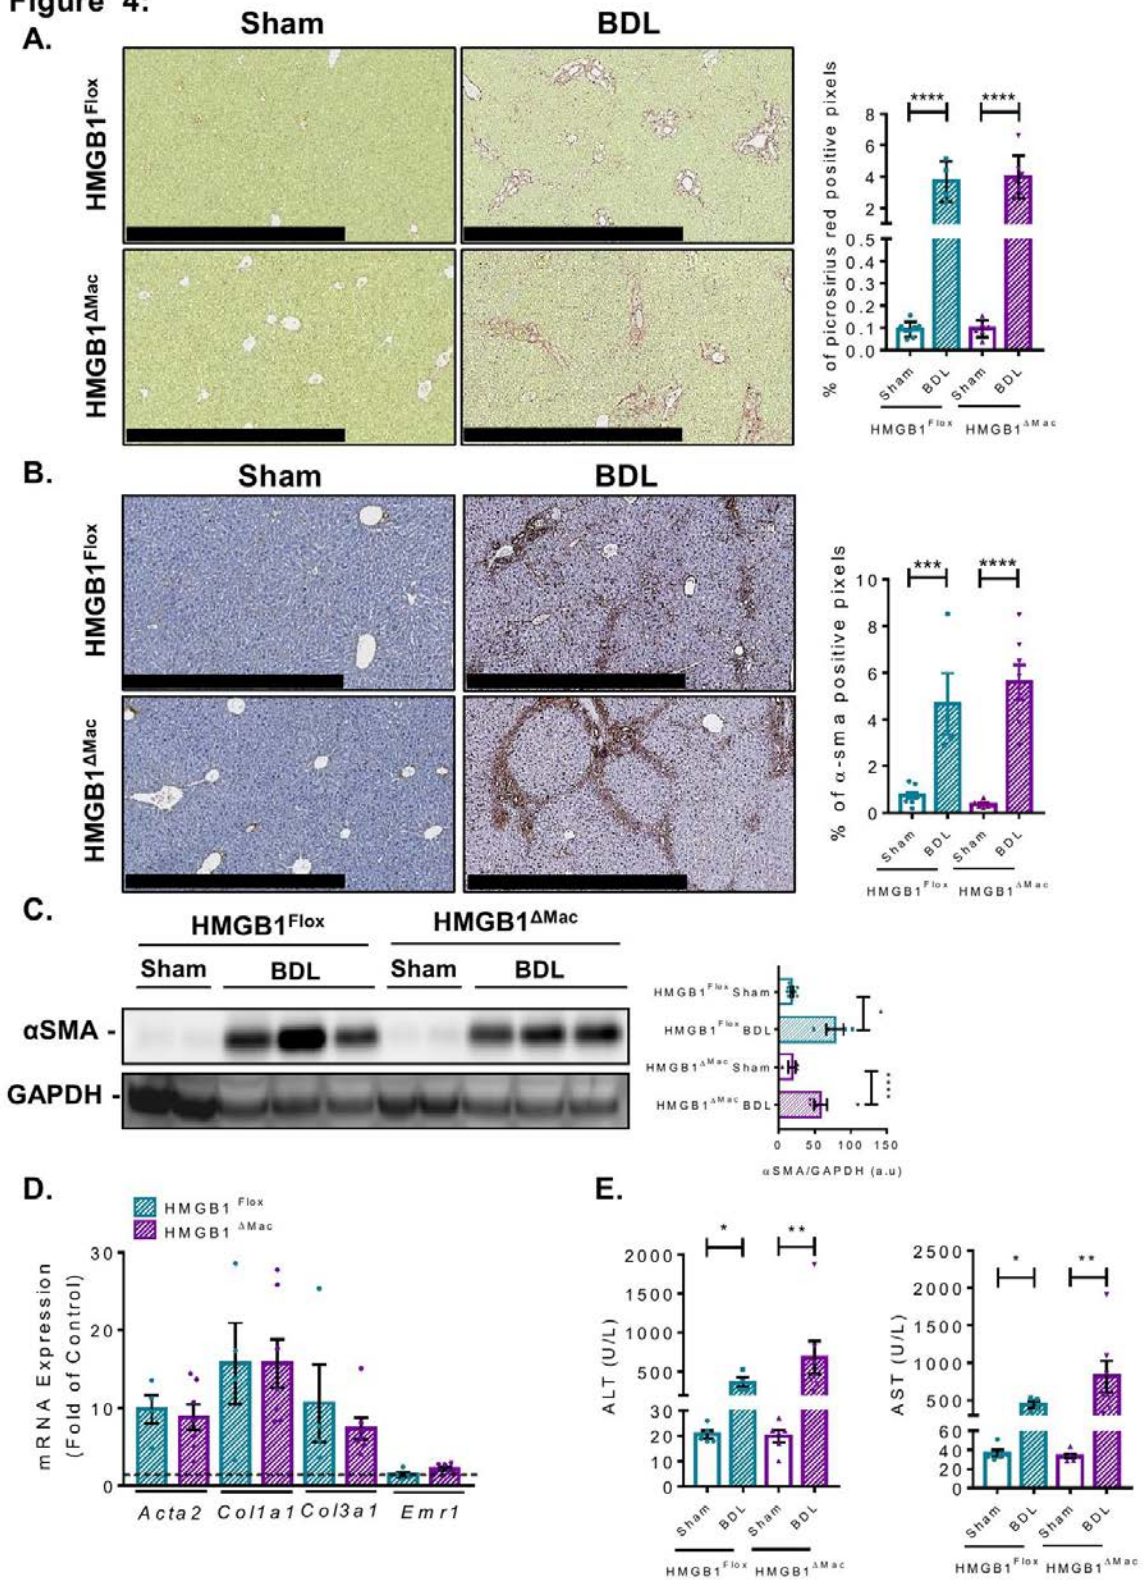 Figure 4:
A.
Sham BDL
HMGB1Flox
HMGB1ΔMac
% of picrosirius red positive pixels
**** ****
8
6
4
2
0.5
0.4
0.3
0.2
0.1
0.0
Sham BDL Sham BDL
HMGB1Flox HMGB1ΔMac
B.
Sham BDL
HMGB1Flox
HMGB1ΔMac
% of α-sma positive pixels
*** ****
10
8
6
4
2
0
Sham BDL Sham BDL
HMGB1Flox HMGB1ΔMac
C.
HMGB1Flox HMGB1ΔMac
Sham BDL Sham BDL
αSMA -
GAPDH -
HMGB1Flox Sham
HMGB1Flox BDL
HMGB1ΔMac Sham
HMGB1ΔMac BDL
*
****
0 50 100 150
αSMA/GAPDH (a.u)
D.
HMGB1 Flox
HMGB1 ΔMac
mRNA Expression
(Fold of Control)
30
20
10
0
Acta2 Col1a1 Col3a1 Emr1
E.
ALT (U/L)
* **
2000
1500
1000
500
30
20
10
0
Sham BDL Sham BDL
HMGB1Flox HMGB1ΔMac
AST (U/L)
* **
2500
2000
1500
1000
500
60
40
20
0
Sham BDL Sham BDL
HMGB1Flox HMGB1ΔMac